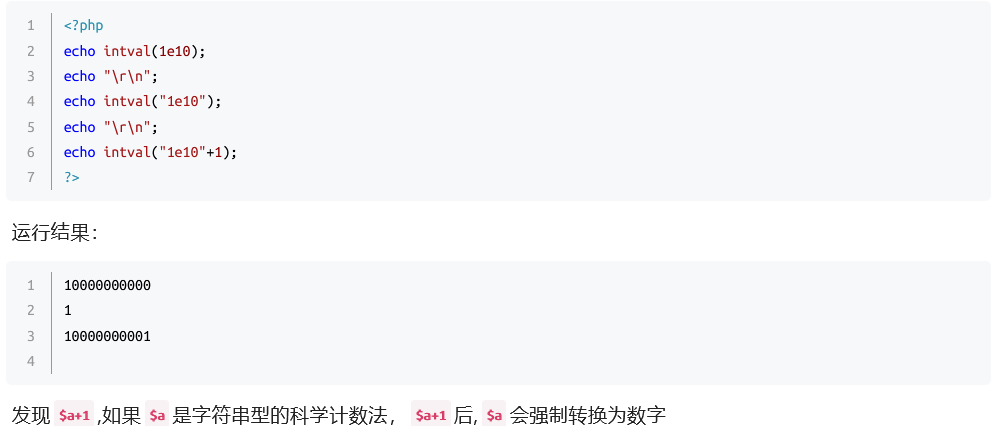 1 <?php
2 echo intval(1e10);
3 echo "\r\n";
4 echo intval("1e10");
5 echo "\r\n";
6 echo intval("1e10"+1);
7 ?>
运行结果：
1 10000000000
2 1
3 10000000001
4
发现 $a+1 ,如果 $a 是字符串型的科学计数法， $a+1 后, $a 会强制转换为数字